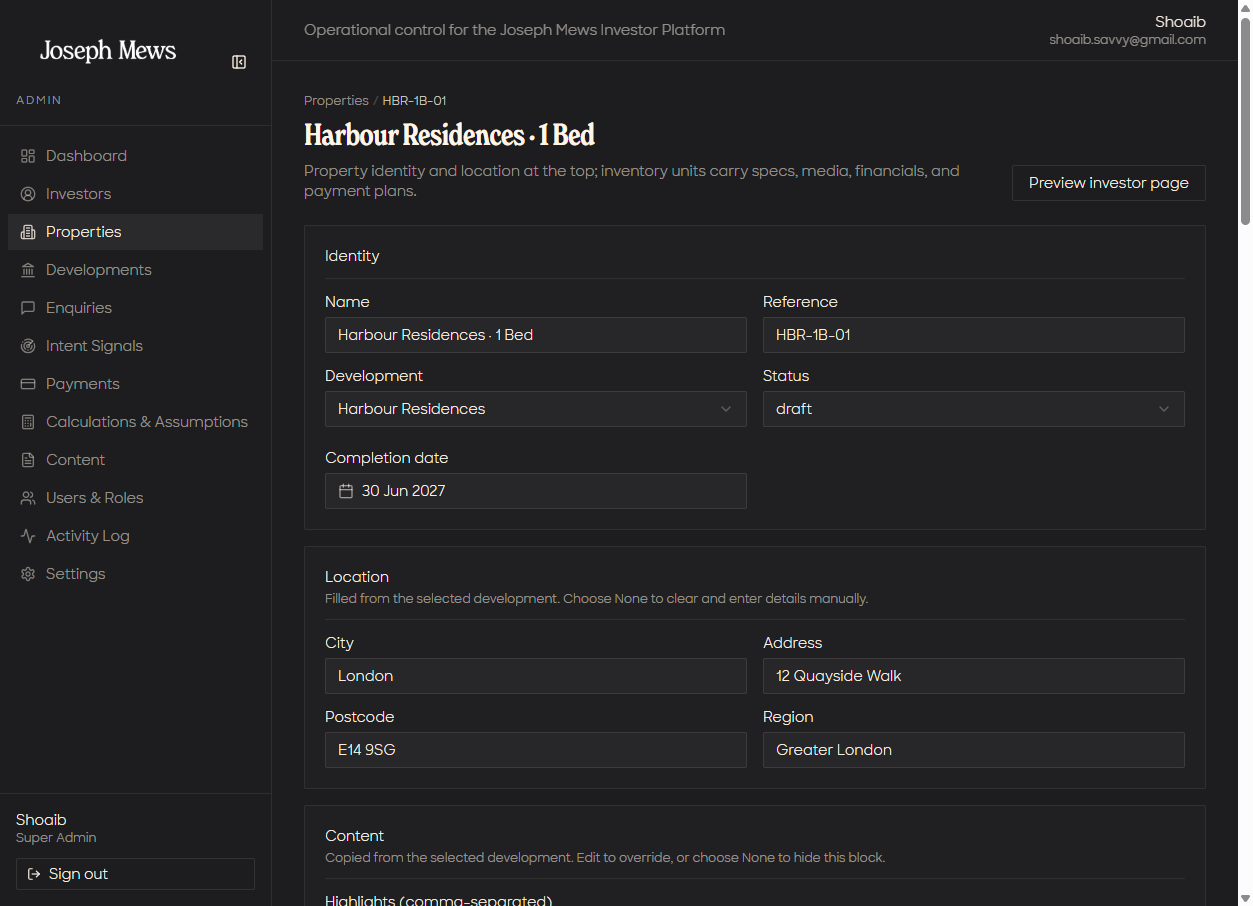 Joseph Mews
ADMIN
Dashboard
Investors
Properties
Developments
Enquiries
Intent Signals
Payments
Calculations & Assumptions
Content
Users & Roles
Activity Log
Settings
Shoaib
Super Admin
Sign out
Operational control for the Joseph Mews Investor Platform
Shoaib
shoaib.savvy@gmail.com
Properties / HBR-1B-01
Harbour Residences · 1 Bed
Property identity and location at the top; inventory units carry specs, media, financials, and
payment plans.
Preview investor page
Identity
Name
Reference
Harbour Residences · 1 Bed
HBR-1B-01
Development
Status
Harbour Residences
draft
Completion date
30 Jun 2027
Location
Filled from the selected development. Choose None to clear and enter details manually.
City
Address
London
12 Quayside Walk
Postcode
Region
E14 9SG
Greater London
Content
Copied from the selected development. Edit to override, or choose None to hide this block.
Highlights (comma-separated)